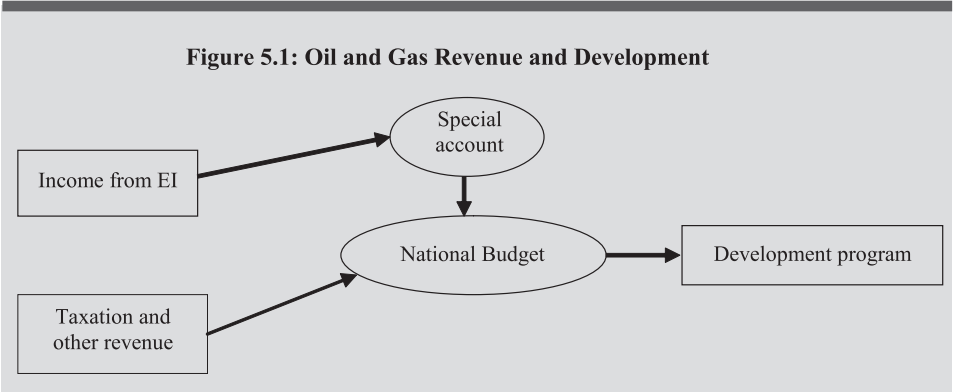 Figure 5.1: Oil and Gas Revenue and Development
Special
account
Income from EI
National Budget
Development program
Taxation and
other revenue